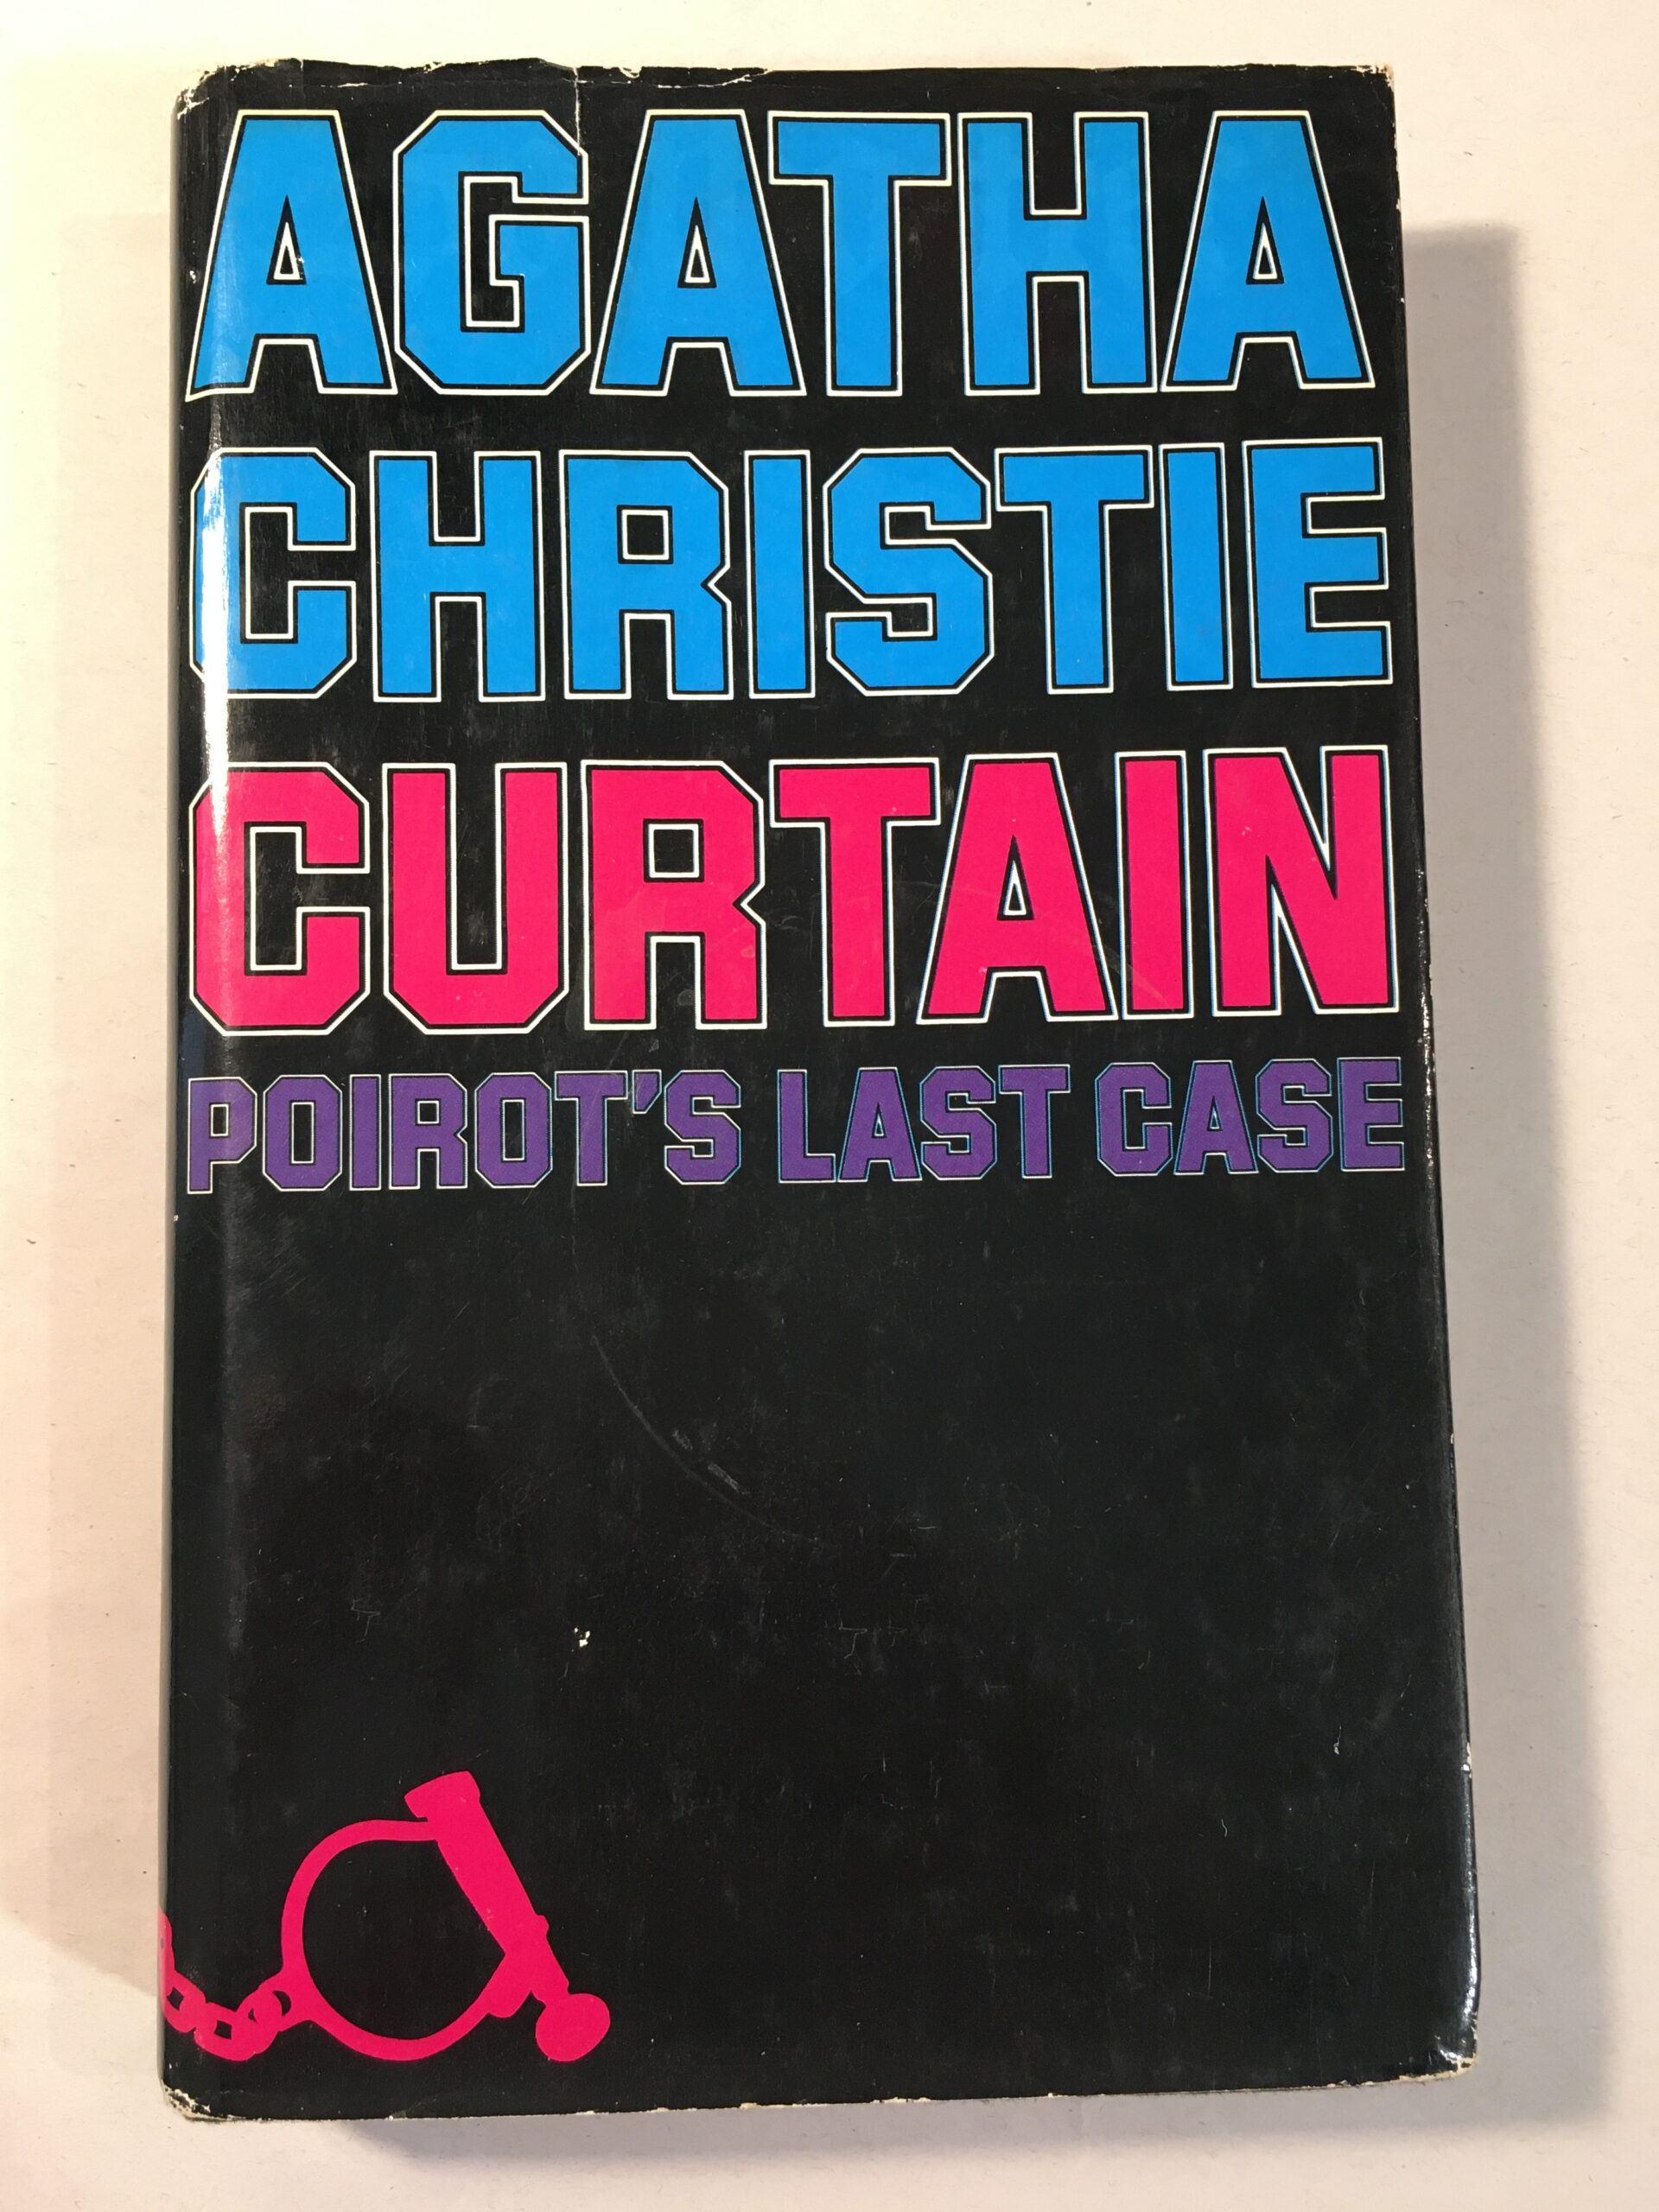 AGATHA
CHRISTIE
CURTAIN
POIROT'S LAST CASE